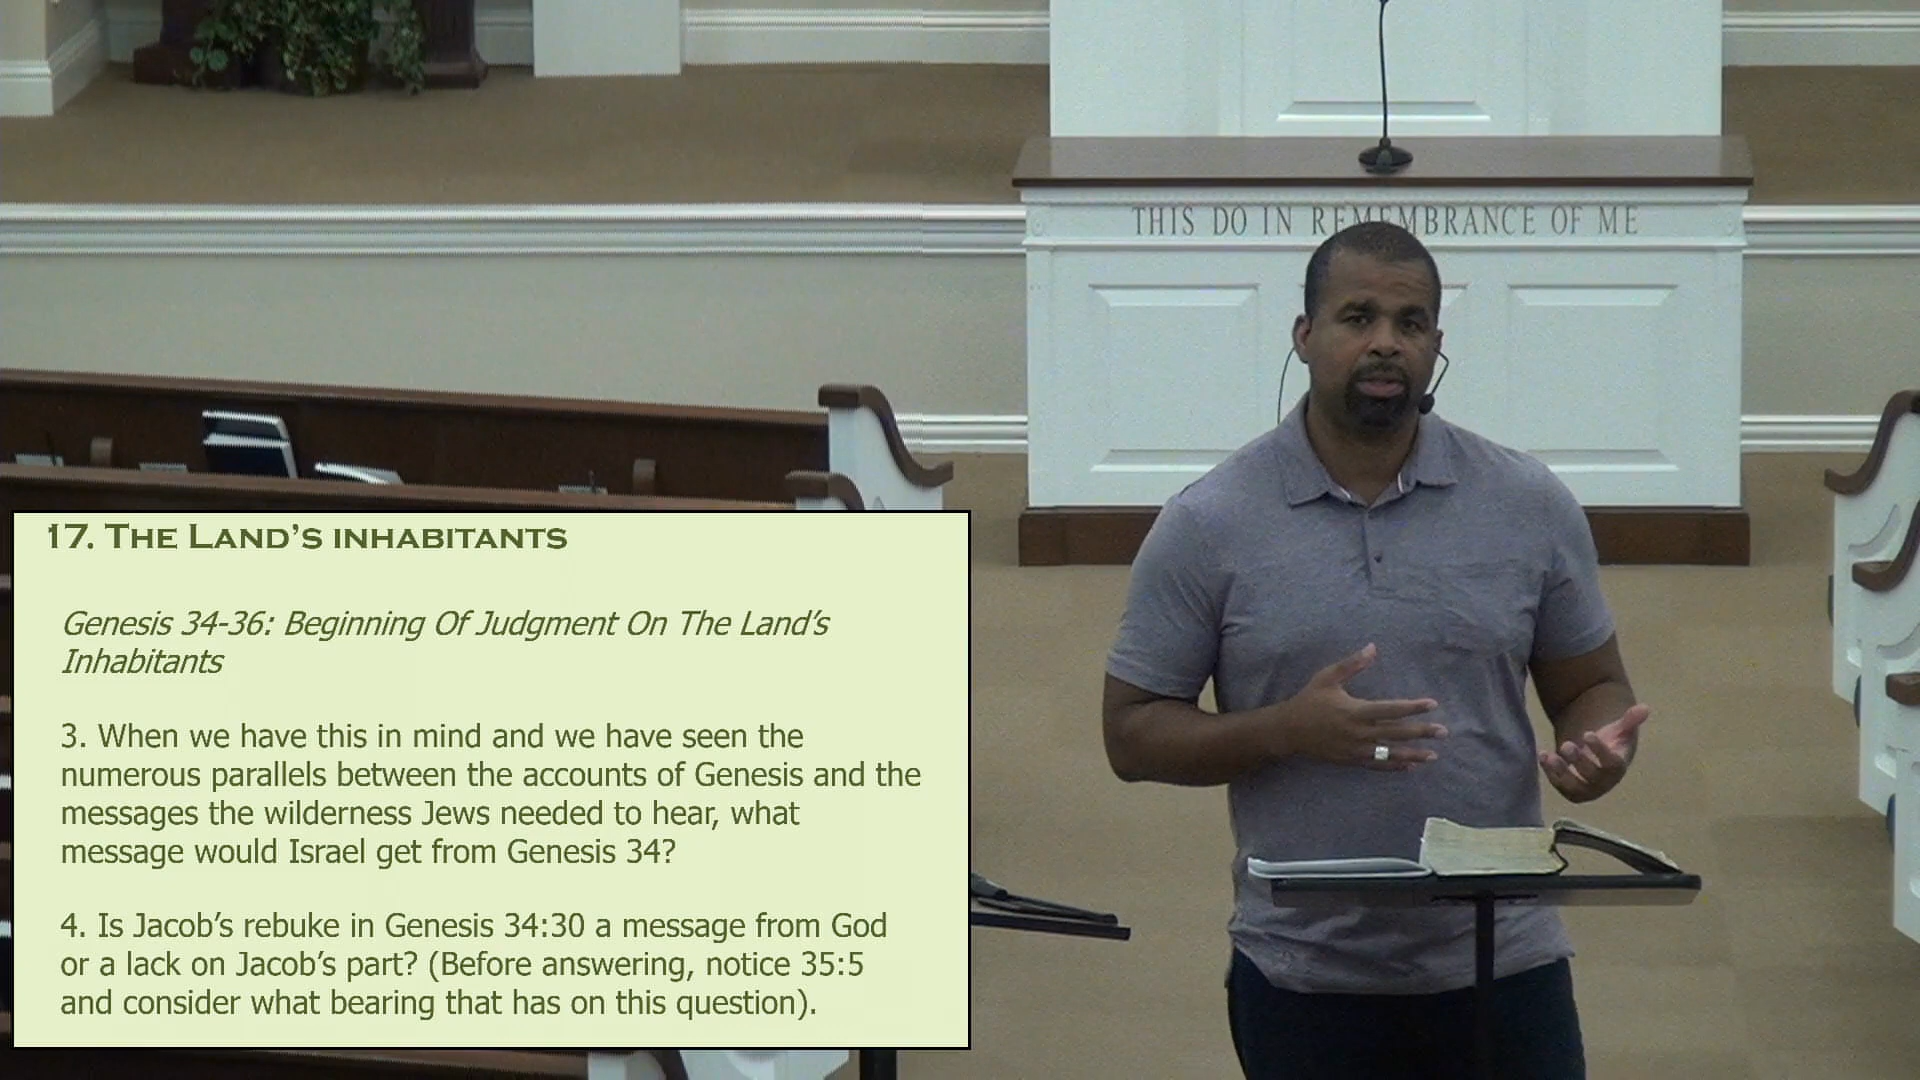 THIS DO IN REMEMBRANCE OF ME
17. The Land's inhabitants
Genesis 34-36: Beginning Of Judgment On The Land's
Inhabitants
3. When we have this in mind and we have seen the
numerous parallels between the accounts of Genesis and the
messages the wilderness Jews needed to hear, what
message would Israel get from Genesis 34?
4. Is Jacob's rebuke in Genesis 34:30 a message from God
or a lack on Jacob's part? (Before answering, notice 35:5
and consider what bearing that has on this question).